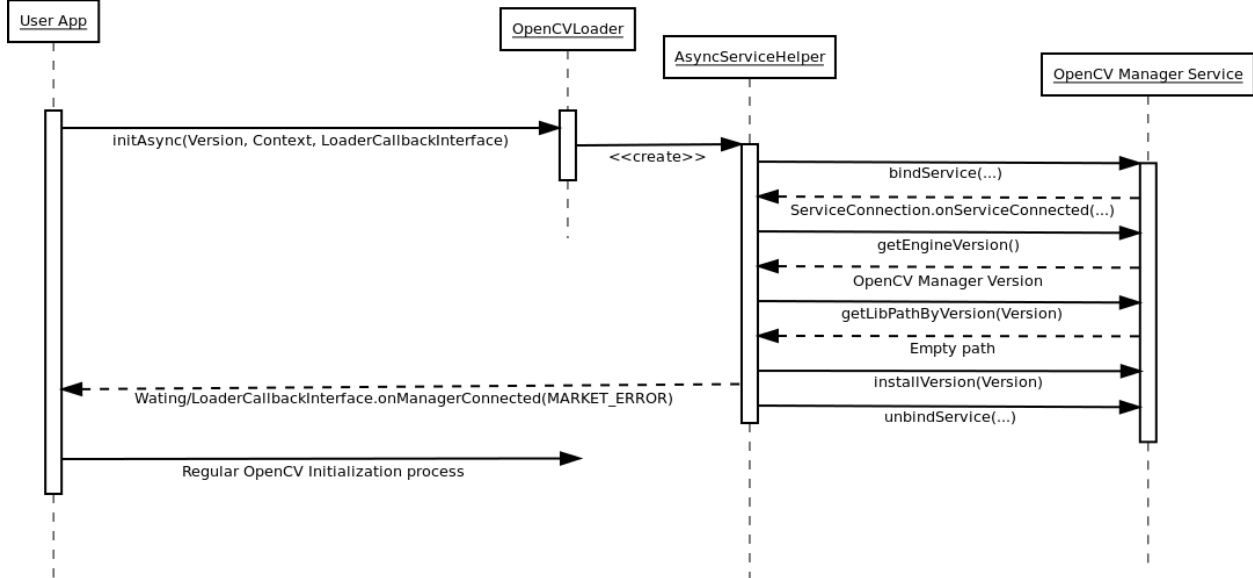 User App
OpenCVLoader
AsyncServiceHelper
OpenCV Manager Service
initAsync(Version, Context, LoaderCallbackInterface)
<<create>>
bindService(...)
ServiceConnection.onServiceConnected(...)
getEngineVersion()
OpenCV Manager Version
getLibPathByVersion(Version)
Empty path
installVersion(Version)
Wating/LoaderCallbackInterface.onManagerConnected(MARKET_ERROR)
unbindService(...)
Regular OpenCV Initialization process